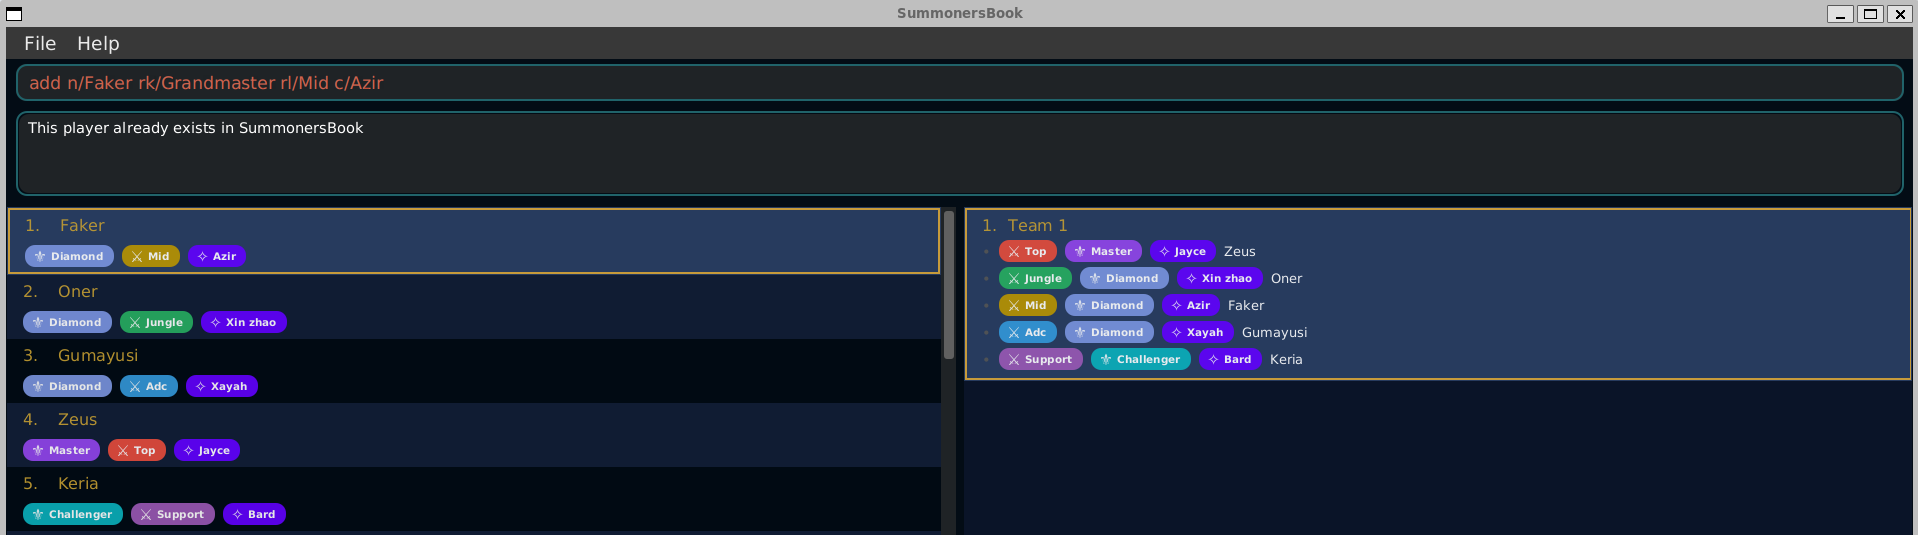 SummonersBook
File Help
add n/Faker rk/Grandmaster rl/Mid c/Azir
This player already exists in SummonersBook
1. Faker
Diamond Mid Azir
2. Oner
Diamond Jungle Xin zhao
3. Gumayusi
Diamond Adc Xayah
4. Zeus
Master Top Jayce
5. Keria
Challenger Support Bard
1. Team 1
Top Master Jayce Zeus
Jungle Diamond Xin zhao Oner
Mid Diamond Azir Faker
Adc Diamond Xayah Gumayusi
Support Challenger Bard Keria